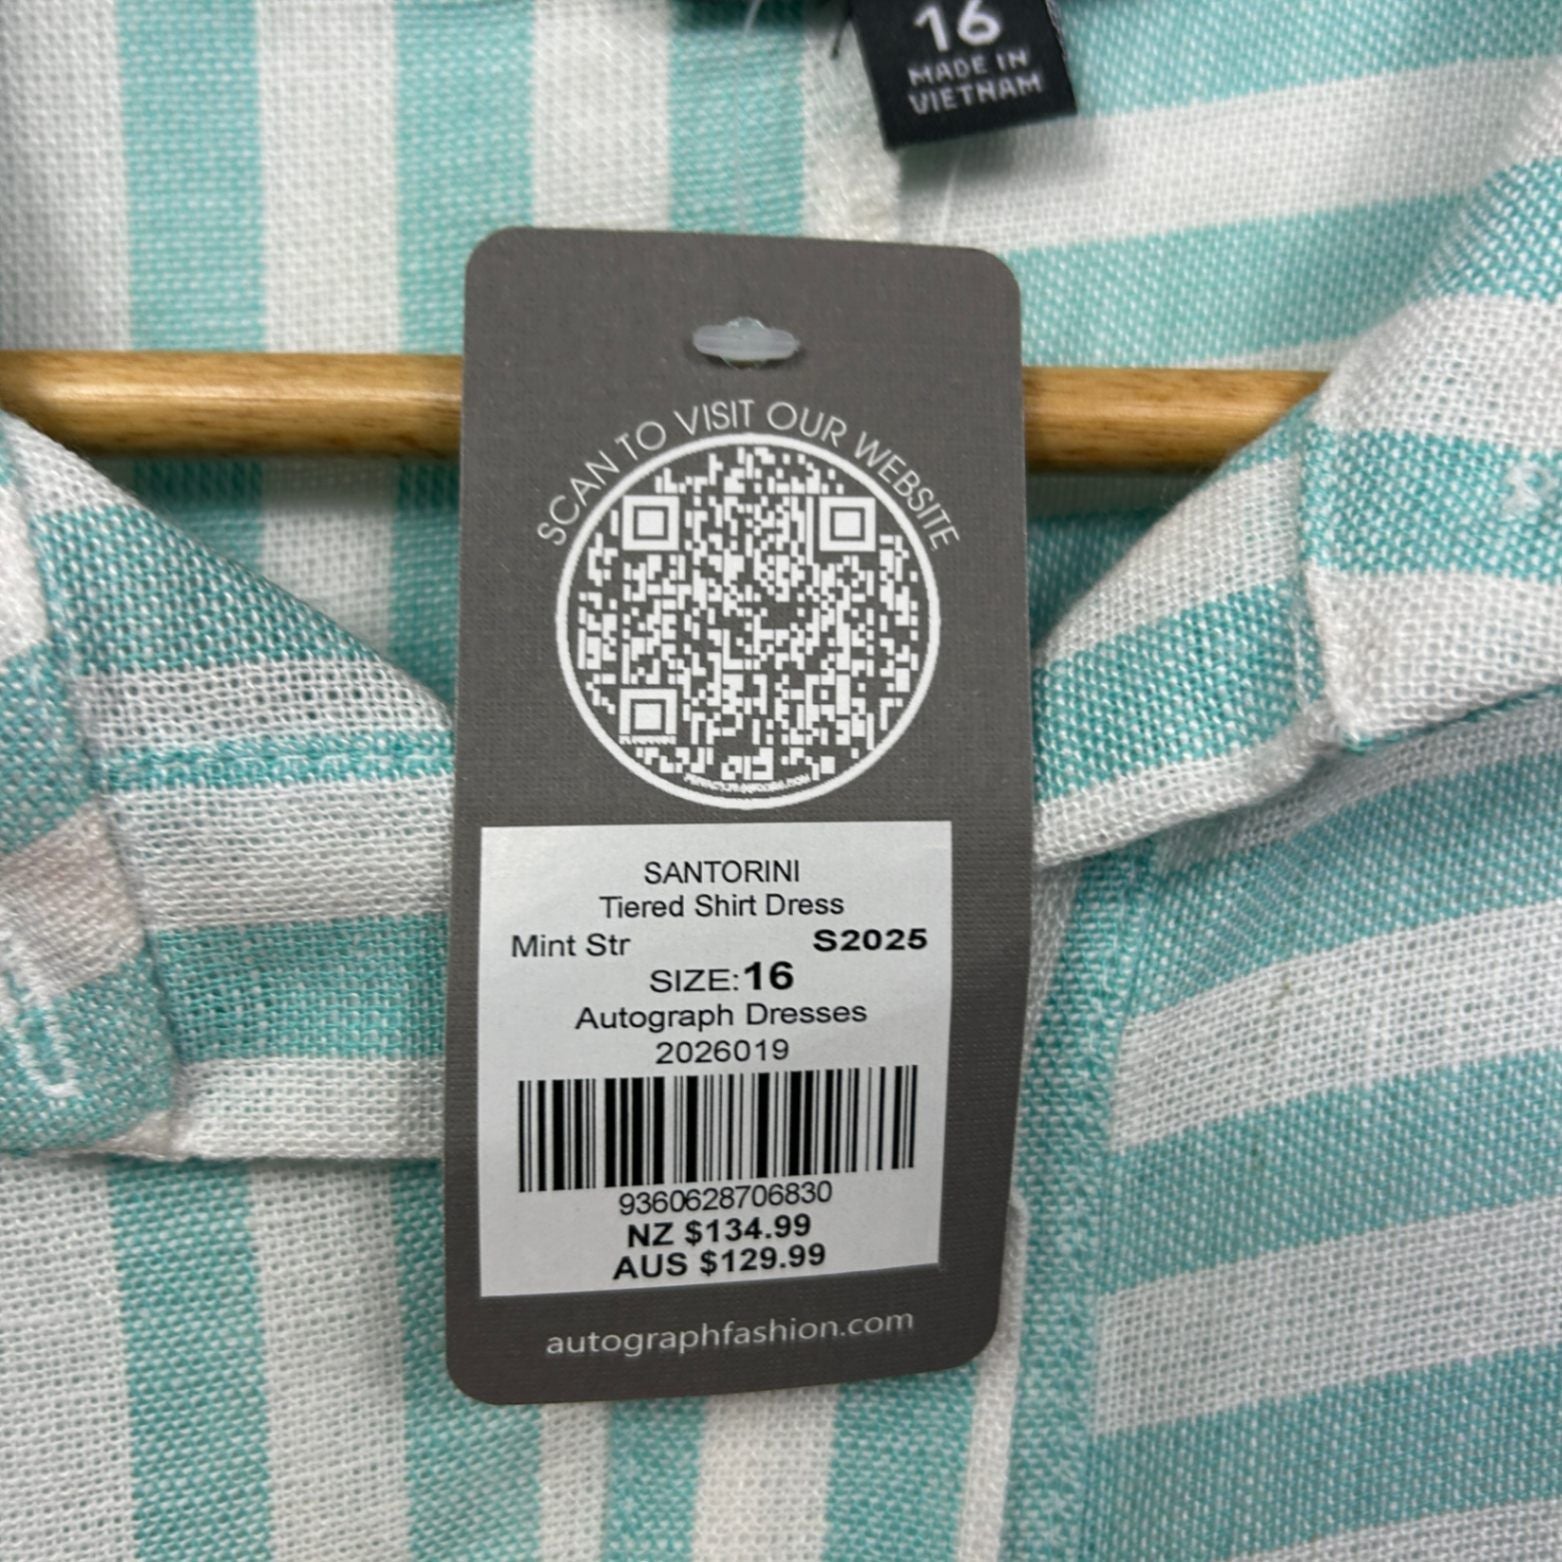 16
MADE IN
VIETNAM
SCAN TO VISIT OUR WEBSITE
SANTORINI
Tiered Shirt Dress
Mint Str S2025
SIZE:16
Autograph Dresses
2026019
9360628706830
NZ $134.99
AUS $129.99
autographfashion.com